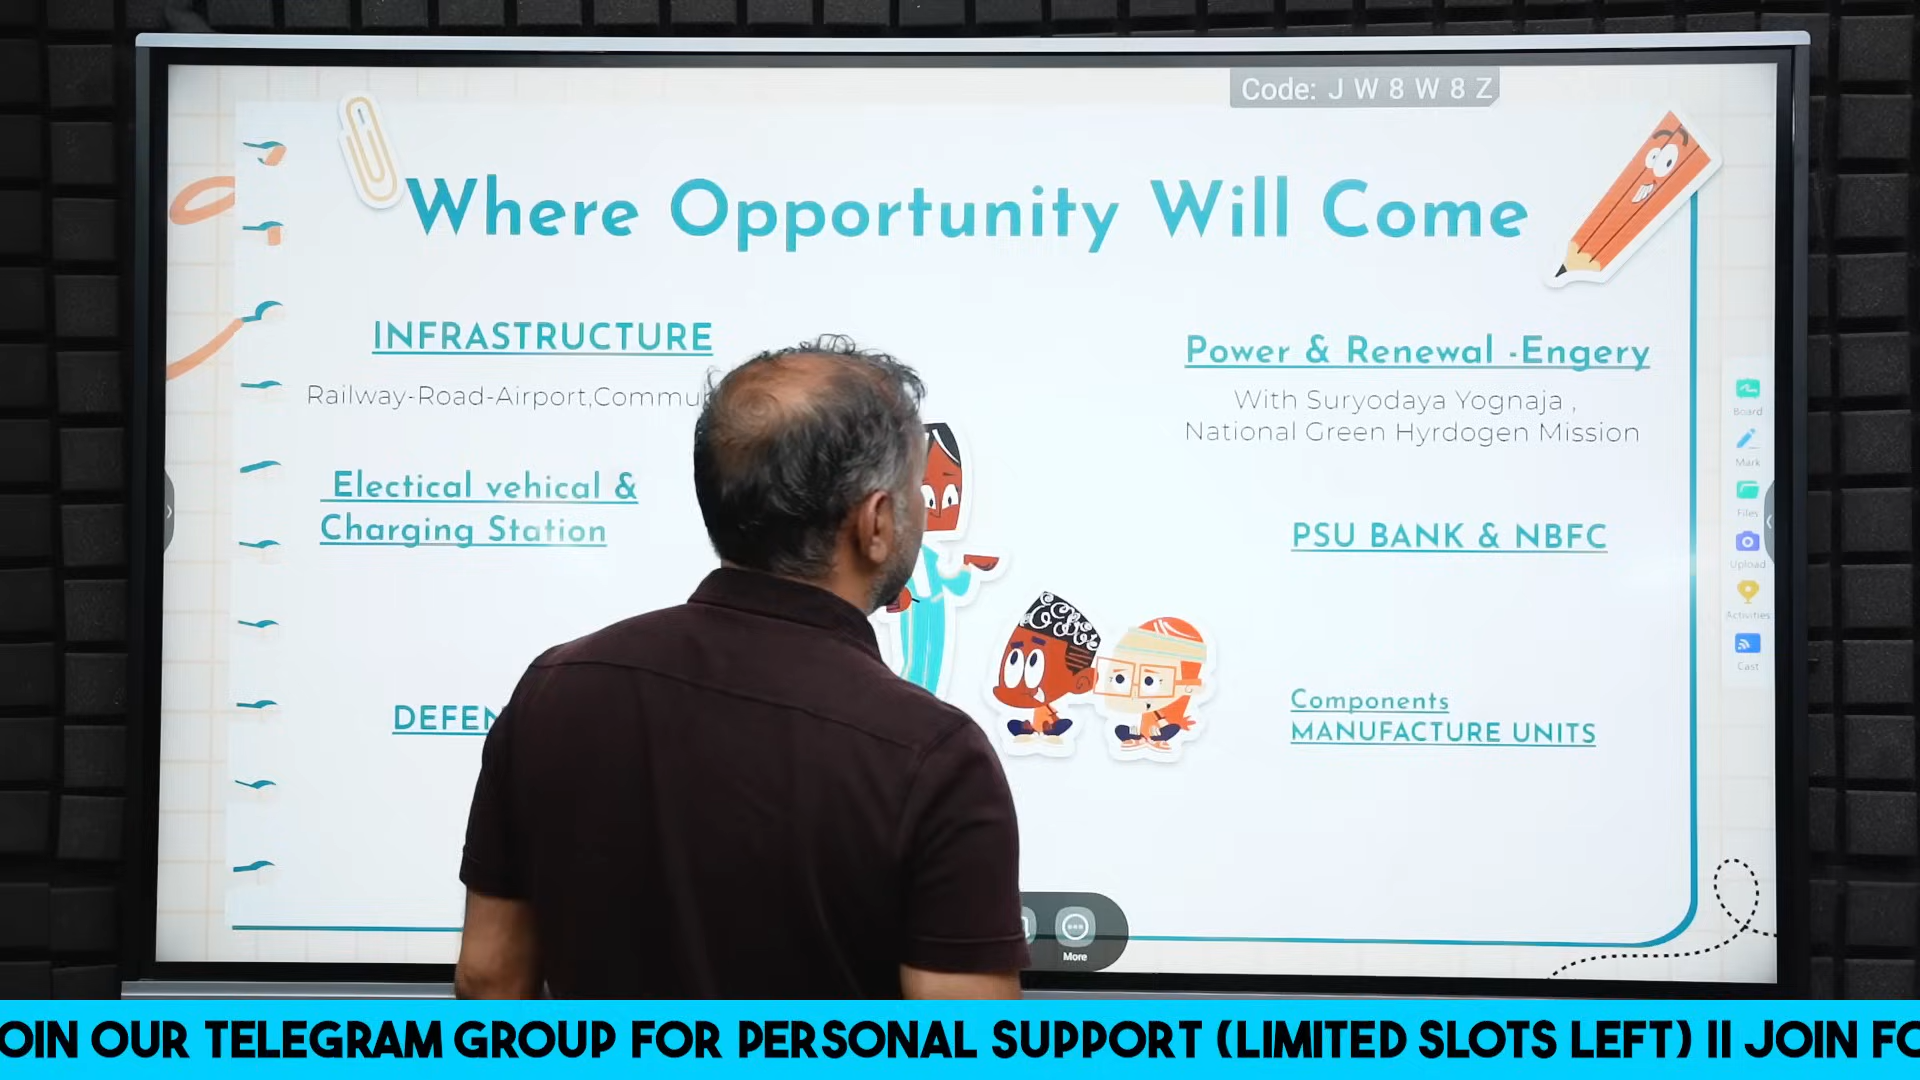 Code: J W 8 W 8 Z
Where Opportunity Will Come
INFRASTRUCTURE
Railway-Road-Airport,Commu
Electical vehical &
Charging Station
DEFEN
Power & Renewal -Engery
With Suryodaya Yognaja ,
National Green Hyrdogen Mission
PSU BANK & NBFC
Components
MANUFACTURE UNITS
Board
Mark
Files
Upload
Activities
Cast
More
OIN OUR TELEGRAM GROUP FOR PERSONAL SUPPORT (LIMITED SLOTS LEFT) II JOIN FO